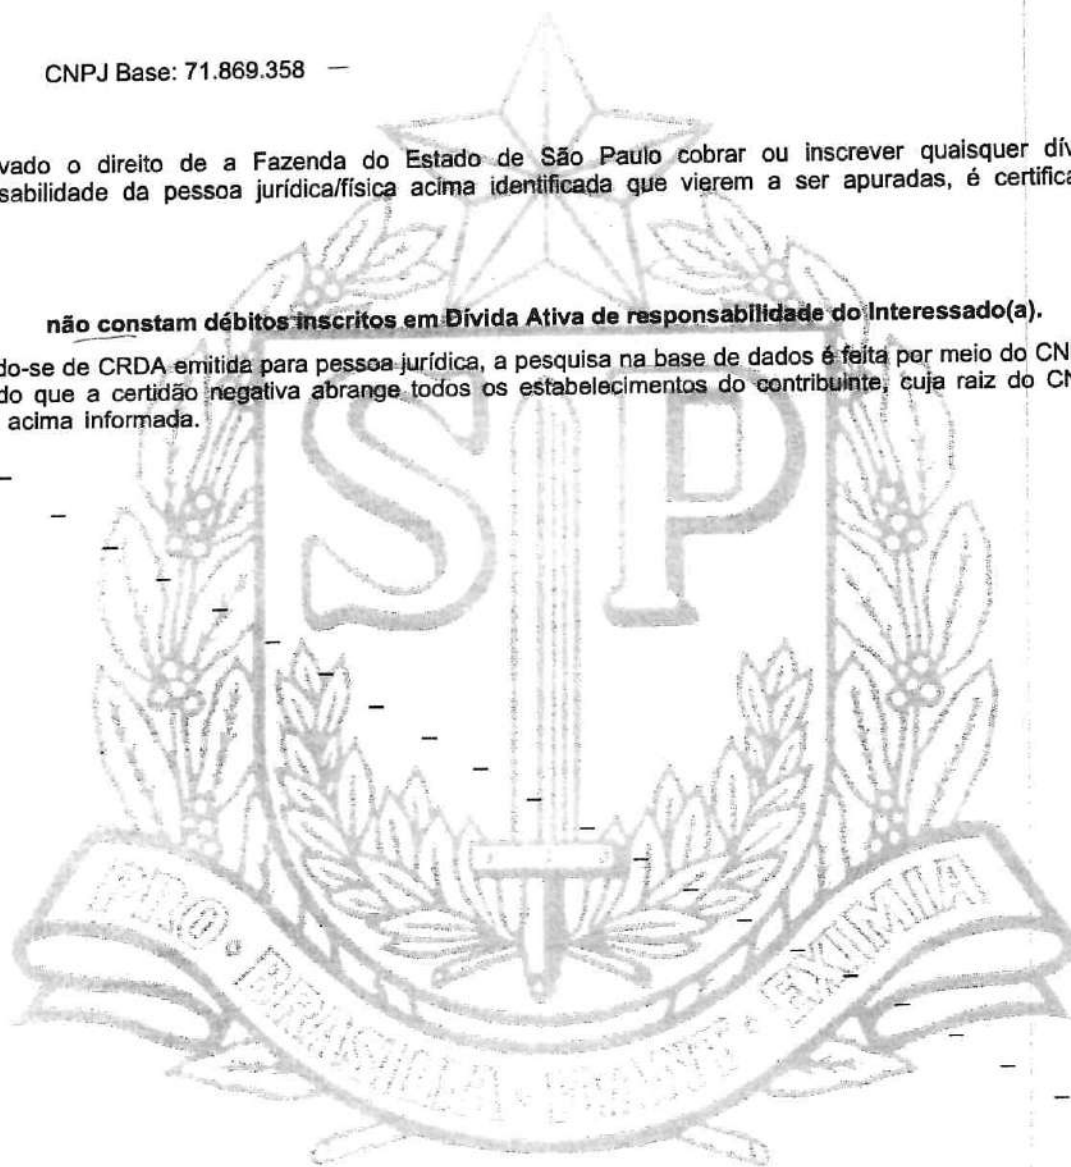 CNPJ Base: 71.869.358 —
vado o direito de a Fazenda do Estado de São Paulo cobrar ou inscrever quaisquer dív
sabilidade da pessoa jurídica/física acima identificada que vierem a ser apuradas, é certifica
não constam débitos inscritos em Dívida Ativa de responsabilidade do Interessado(a).
do-se de CRDA emitida para pessoa jurídica, a pesquisa na base de dados é feita por meio do CN
do que a certidão negativa abrange todos os estabelecimentos do contribuinte, cuja raiz do CN
acima informada.
SP
PRO · BRASILIA · FIANT · EXIMIA